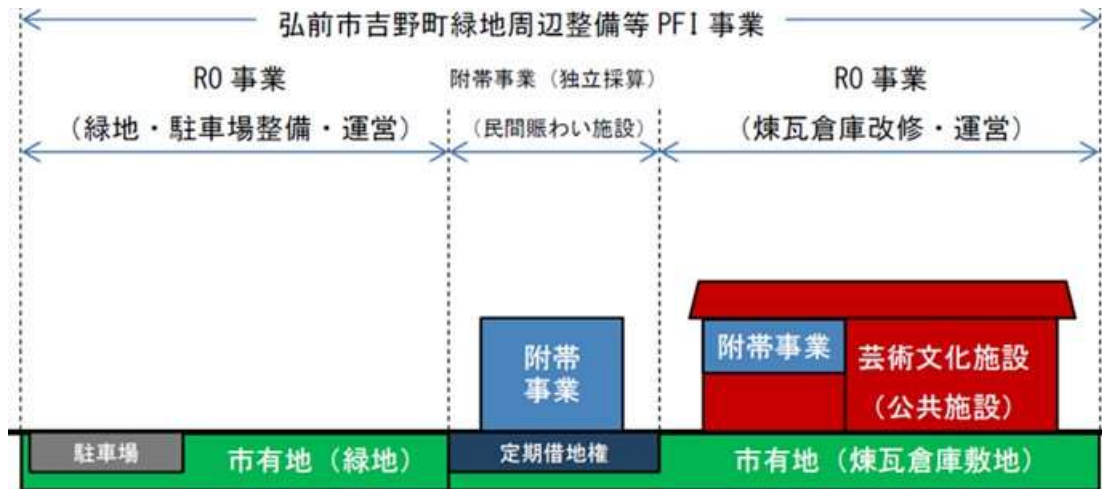 弘前市吉野町緑地周辺整備等 PFI 事業
RO 事業
(緑地・駐車場整備・運営)
附帯事業(独立採算)
(民間賑わい施設)
RO 事業
(煉瓦倉庫改修・運営)
附帯
事業
附帯事業
芸術文化施設
(公共施設)
駐車場
市有地(緑地)
定期借地権
市有地(煉瓦倉庫敷地)